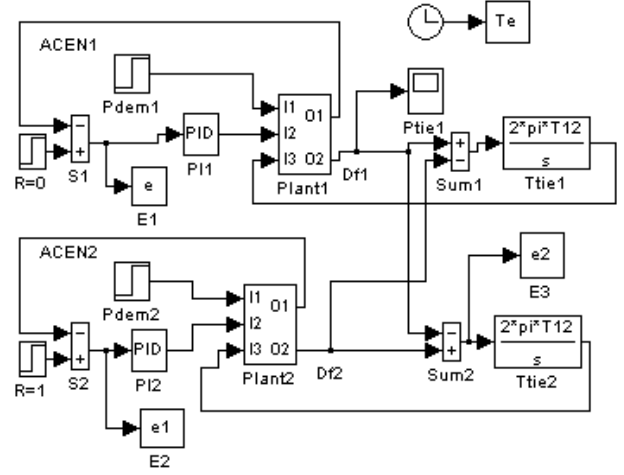 Te
ACEN1
Pdem1
R=0
−
+
S1
PID
PI1
e
E1
I1
I2
I3
O1
O2
Plant1
Df1
Ptie1
+
−
Sum1
2*pi*T12
s
Ttie1
ACEN2
Pdem2
R=1
−
+
S2
PID
PI2
e1
E2
I1
I2
I3
O1
O2
Plant2
Df2
−
+
Sum2
e2
E3
2*pi*T12
s
Ttie2